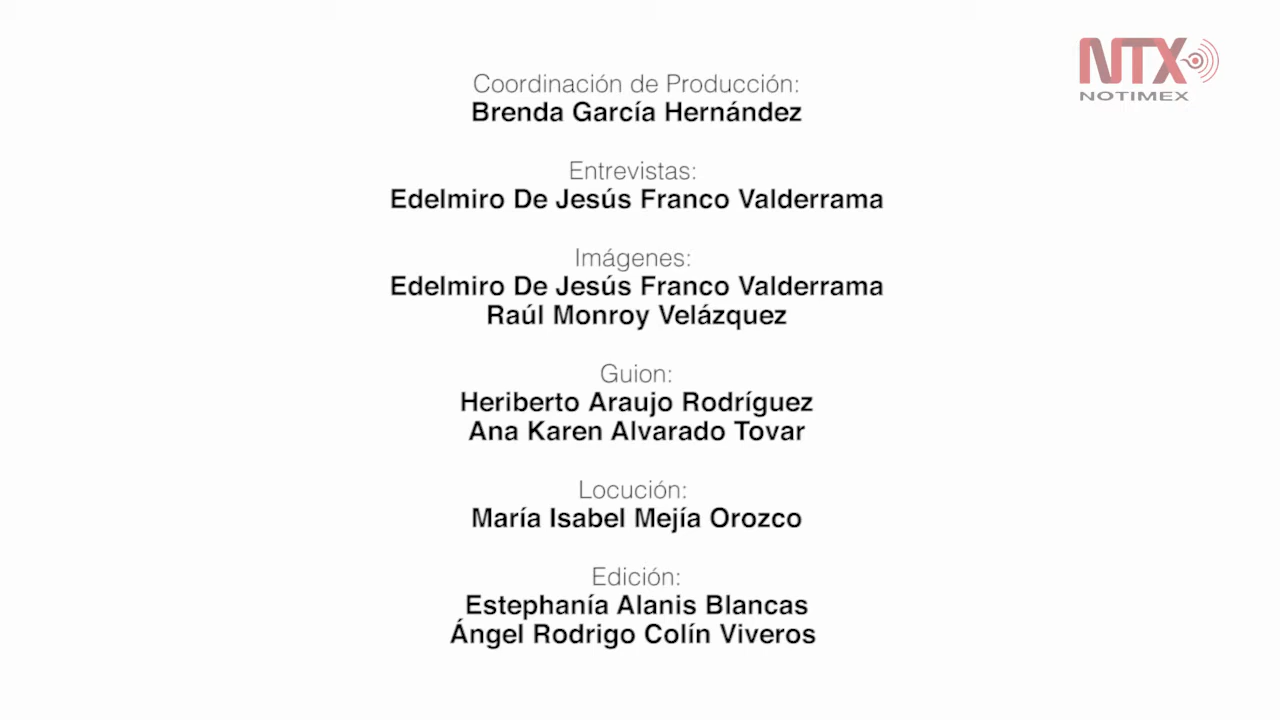 NTX
NOTIMEX
Coordinación de Producción:
Brenda García Hernández
Entrevistas:
Edelmiro De Jesús Franco Valderrama
Imágenes:
Edelmiro De Jesús Franco Valderrama
Raúl Monroy Velázquez
Guion:
Heriberto Araujo Rodríguez
Ana Karen Alvarado Tovar
Locución:
María Isabel Mejía Orozco
Edición:
Estephanía Alanis Blancas
Ángel Rodrigo Colín Viveros